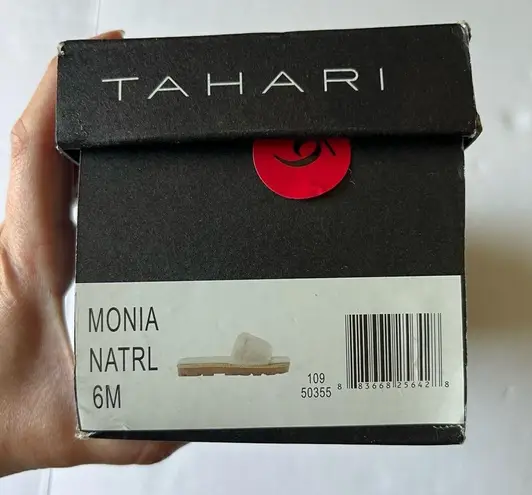 TAHARI
MONIA
NATRL
6M
109
50355
8 83668 25642 8